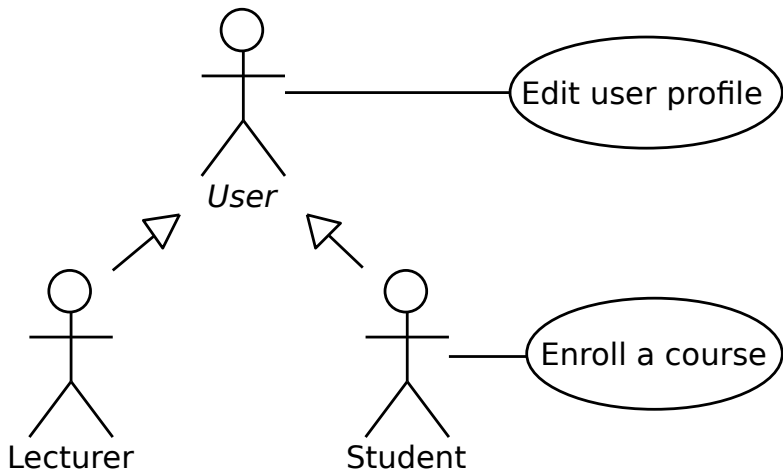 Edit user profile
User
Enroll a course
Lecturer
Student